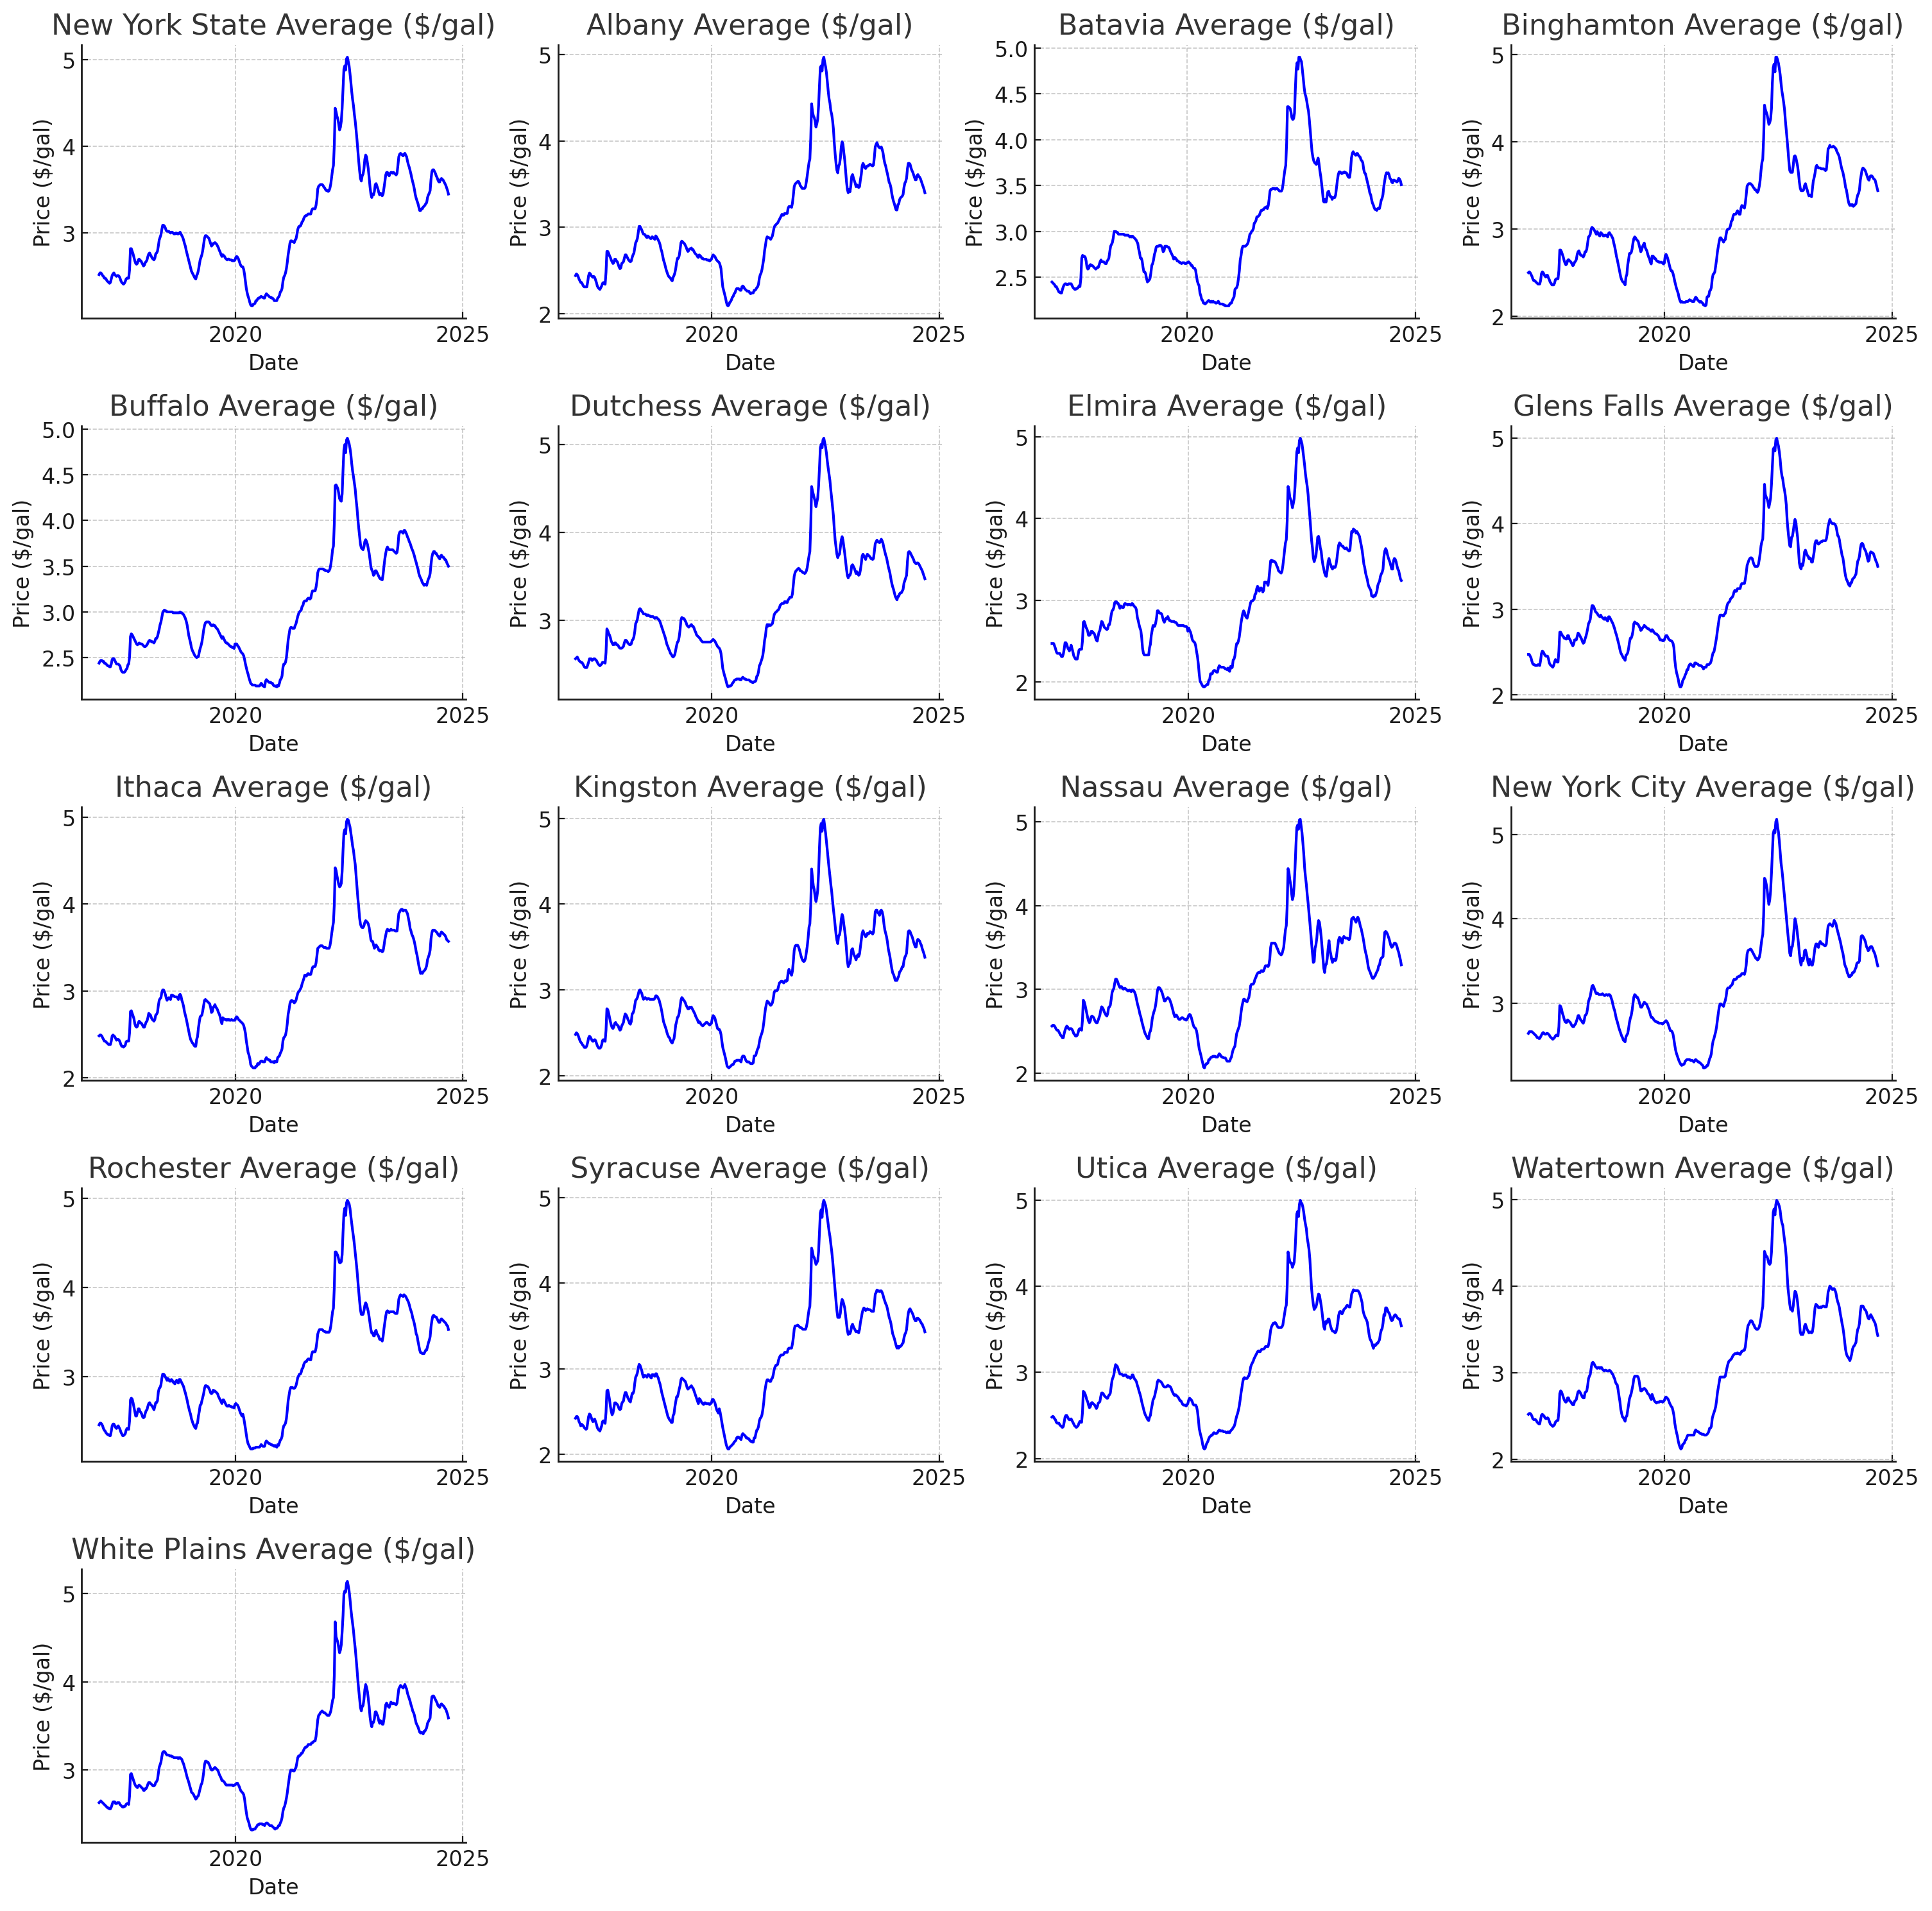 New York State Average ($/gal)
Price ($/gal)
5
4
3
2020
2025
Date
Albany Average ($/gal)
Price ($/gal)
5
4
3
2
2020
2025
Date
Batavia Average ($/gal)
Price ($/gal)
5.0
4.5
4.0
3.5
3.0
2.5
2020
2025
Date
Binghamton Average ($/gal)
Price ($/gal)
5
4
3
2
2020
2025
Date
Buffalo Average ($/gal)
Price ($/gal)
5.0
4.5
4.0
3.5
3.0
2.5
2020
2025
Date
Dutchess Average ($/gal)
Price ($/gal)
5
4
3
2020
2025
Date
Elmira Average ($/gal)
Price ($/gal)
5
4
3
2
2020
2025
Date
Glens Falls Average ($/gal)
Price ($/gal)
5
4
3
2
2020
2025
Date
Ithaca Average ($/gal)
Price ($/gal)
5
4
3
2
2020
2025
Date
Kingston Average ($/gal)
Price ($/gal)
5
4
3
2
2020
2025
Date
Nassau Average ($/gal)
Price ($/gal)
5
4
3
2
2020
2025
Date
New York City Average ($/gal)
Price ($/gal)
5
4
3
2020
2025
Date
Rochester Average ($/gal)
Price ($/gal)
5
4
3
2020
2025
Date
Syracuse Average ($/gal)
Price ($/gal)
5
4
3
2
2020
2025
Date
Utica Average ($/gal)
Price ($/gal)
5
4
3
2
2020
2025
Date
Watertown Average ($/gal)
Price ($/gal)
5
4
3
2
2020
2025
Date
White Plains Average ($/gal)
Price ($/gal)
5
4
3
2020
2025
Date